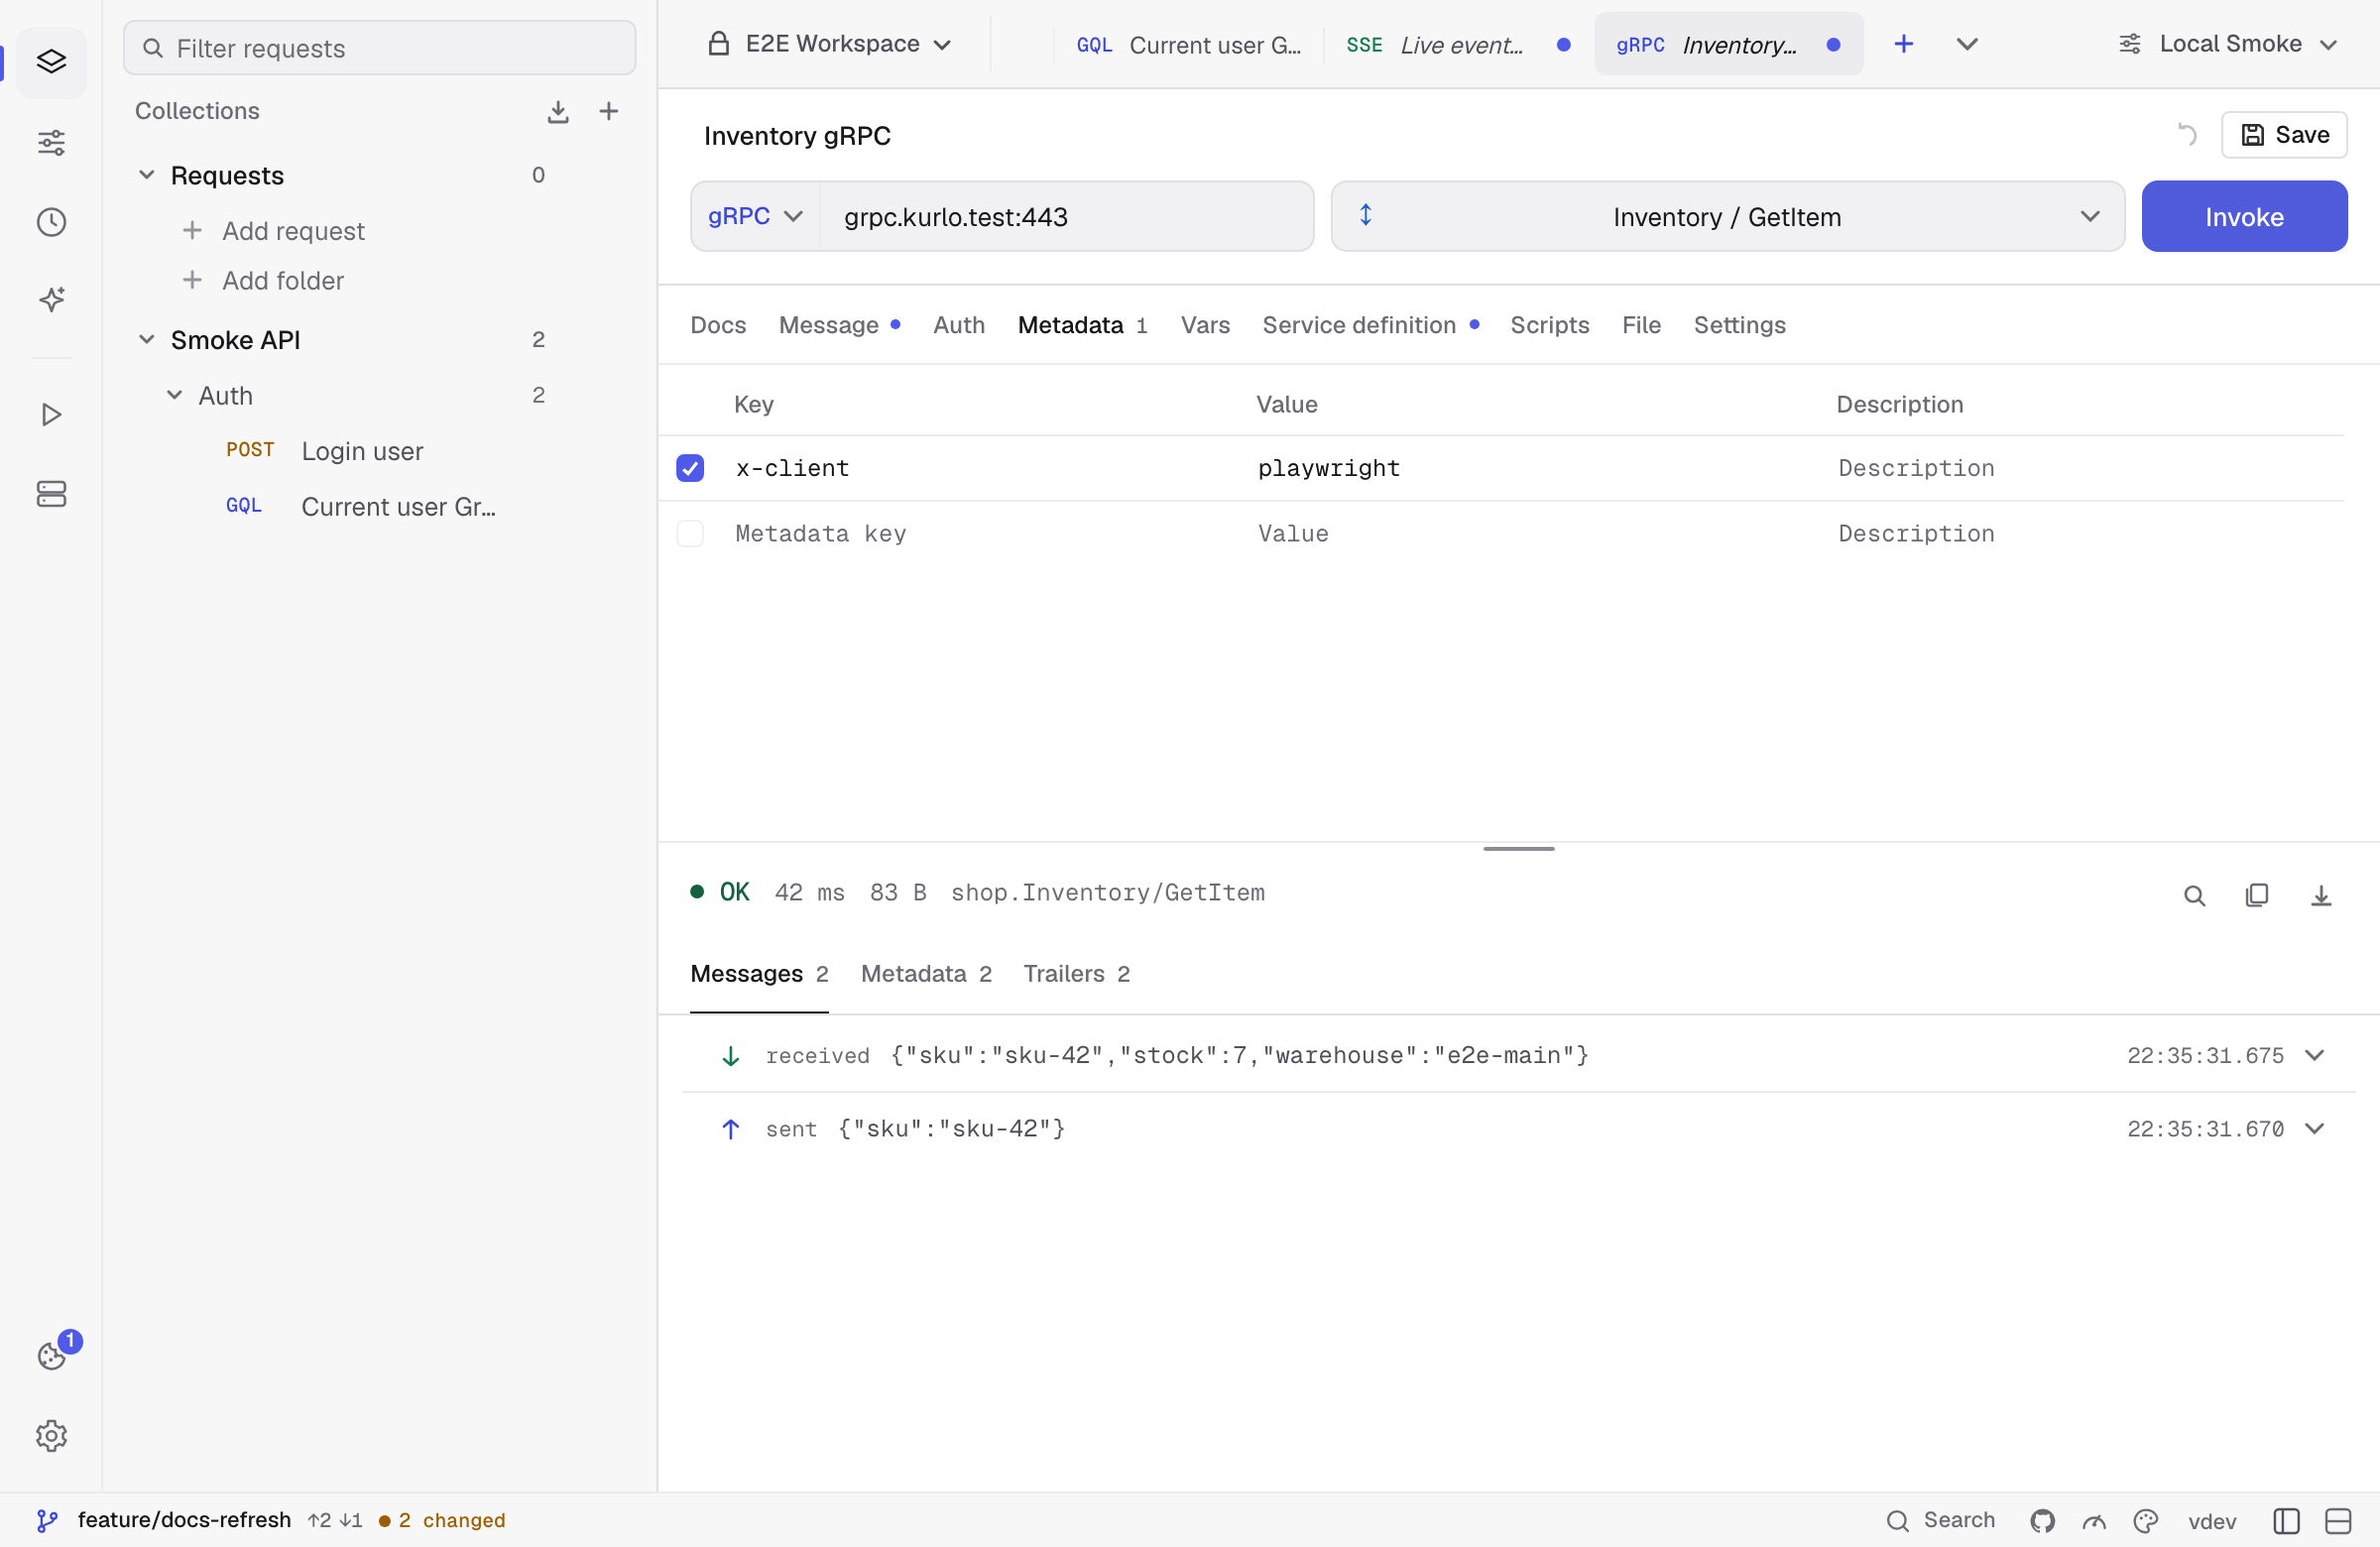 Filter requests
Collections
Requests 0
Add request
Add folder
Smoke API 2
Auth 2
POST Login user
GQL Current user Gr...
1
E2E Workspace
GQL Current user G...
SSE Live event...
gRPC Inventory...
Local Smoke
Inventory gRPC
Save
gRPC grpc.kurlo.test:443
Inventory / GetItem
Invoke
Docs Message Auth Metadata 1 Vars Service definition Scripts File Settings
Key Value Description
x-client playwright Description
Metadata key Value Description
OK 42 ms 83 B shop.Inventory/GetItem
Messages 2 Metadata 2 Trailers 2
received {"sku":"sku-42","stock":7,"warehouse":"e2e-main"} 22:35:31.675
sent {"sku":"sku-42"} 22:35:31.670
feature/docs-refresh ↑2 ↓1 2 changed
Search vdev